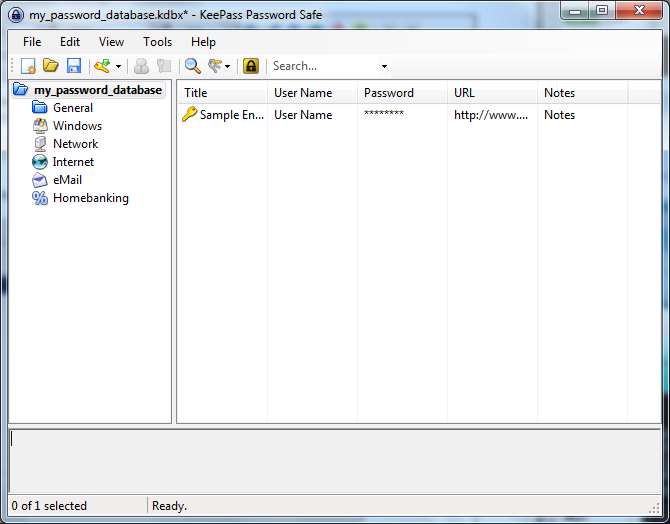 my_password_database.kdbx* - KeePass Password Safe
File Edit View Tools Help
Search...
my_password_database
General
Windows
Network
Internet
eMail
Homebanking
Title User Name Password URL Notes
Sample En... User Name ******** http://www.... Notes
0 of 1 selected Ready.